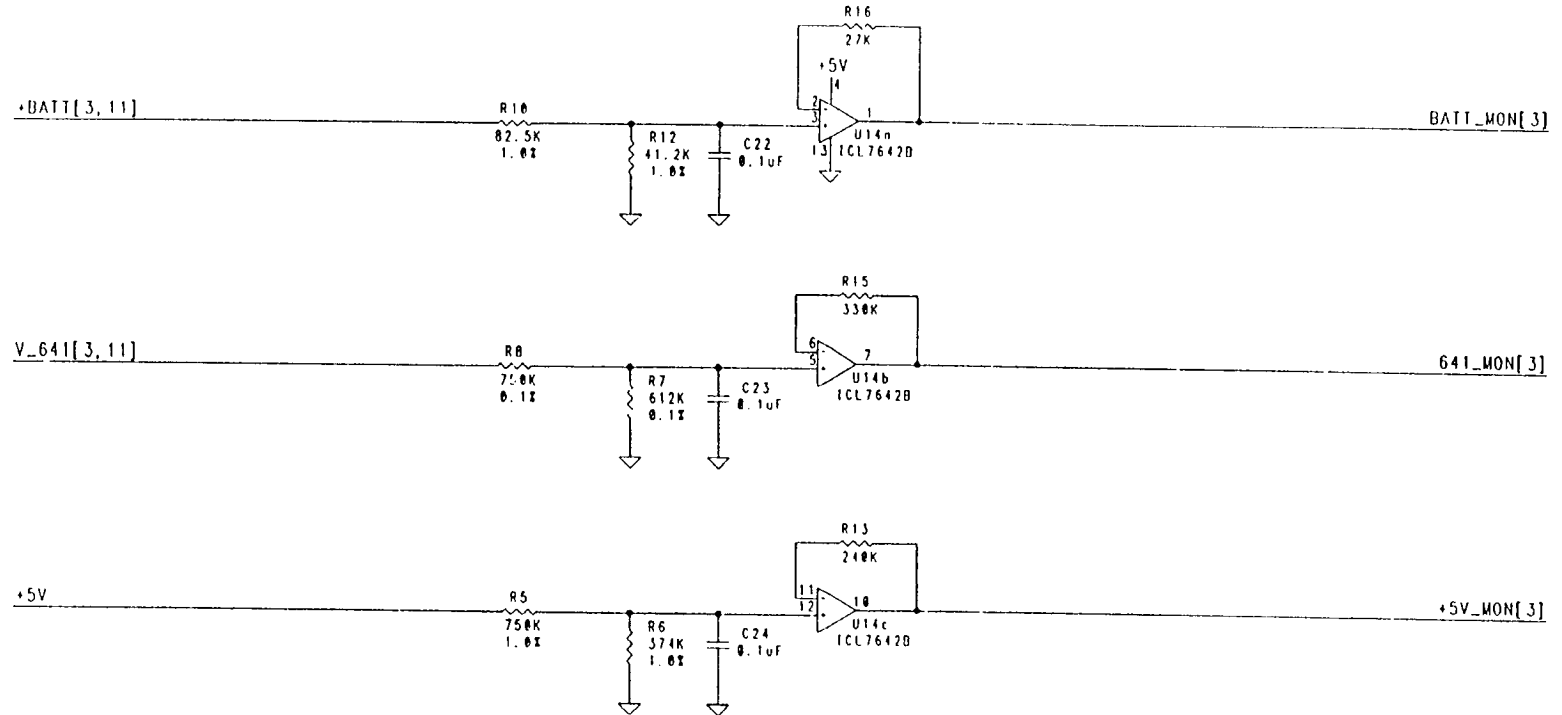 R16
27K
+5V
4
+BATT[3,11]
R10
82.5K
1.0%
R12
41.2K
1.0%
C22
0.1uF
2
3
1
U14a
13
ICL7642B
BATT_MON[3]
R15
330K
V_641[3,11]
R8
750K
0.1%
R7
612K
0.1%
C23
0.1uF
6
5
7
U14b
ICL7642B
641_MON[3]
R13
240K
+5V
R5
750K
1.0%
R6
374K
1.0%
C24
0.1uF
11
12
10
U14c
ICL7642B
+5V_MON[3]